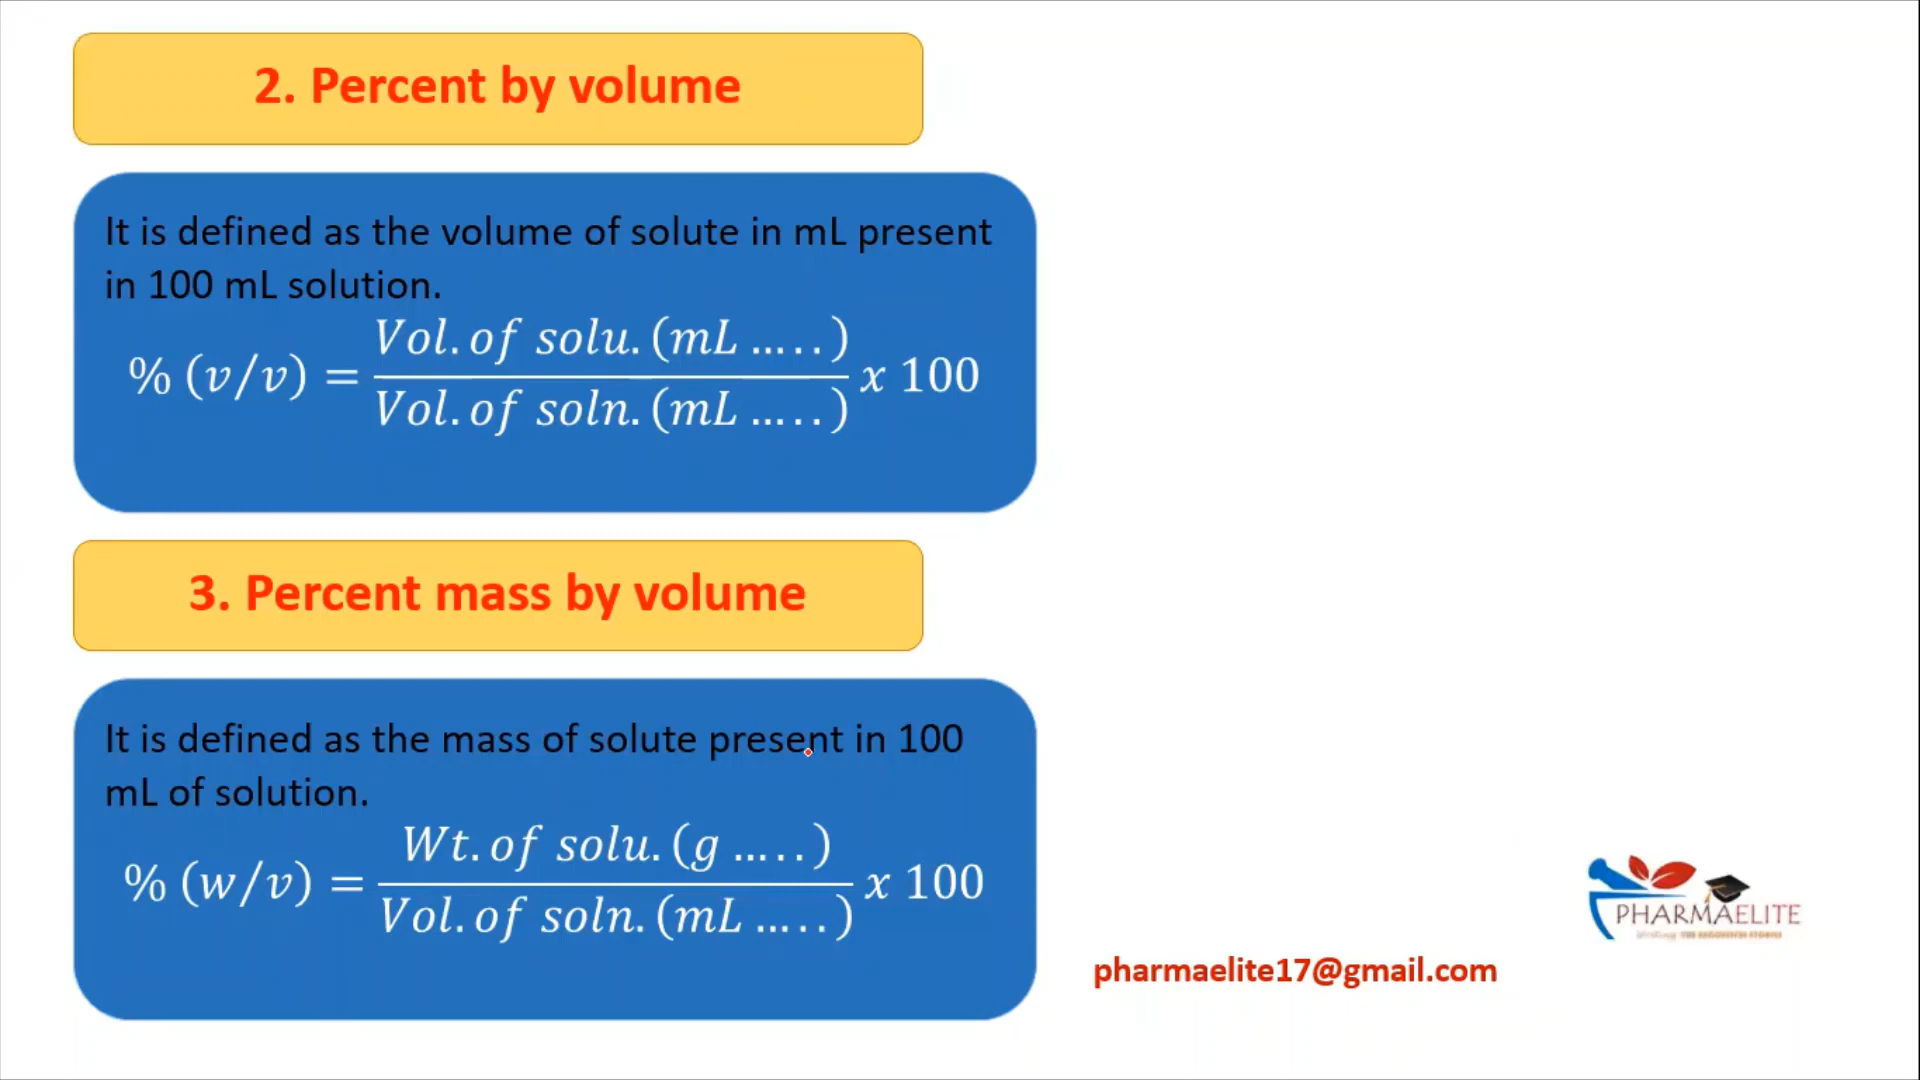 2. Percent by volume
It is defined as the volume of solute in mL present
in 100 mL solution.
% (v/v) = Vol.of solu.(mL …..) / Vol.of soln.(mL …..) x 100
3. Percent mass by volume
It is defined as the mass of solute present in 100
mL of solution.
% (w/v) = Wt.of solu.(g …..) / Vol.of soln.(mL …..) x 100
PHARMAELITE
pharmaelite17@gmail.com